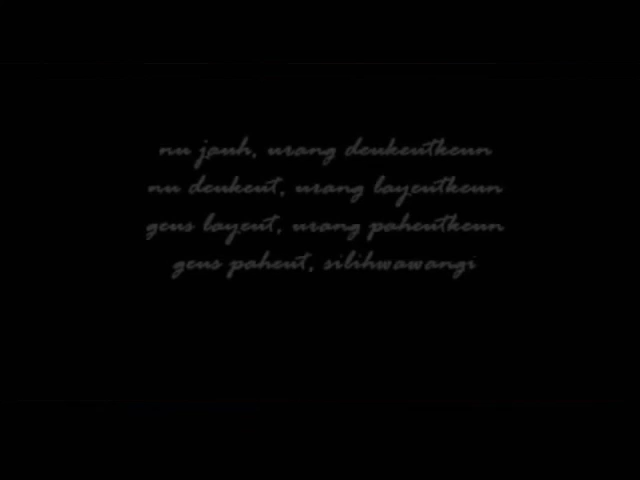 nu jauh, urang deukeutkeun
nu deukeut, urang layeutkeun
geus layeut, urang paheutkeun
geus paheut, silihwawangi